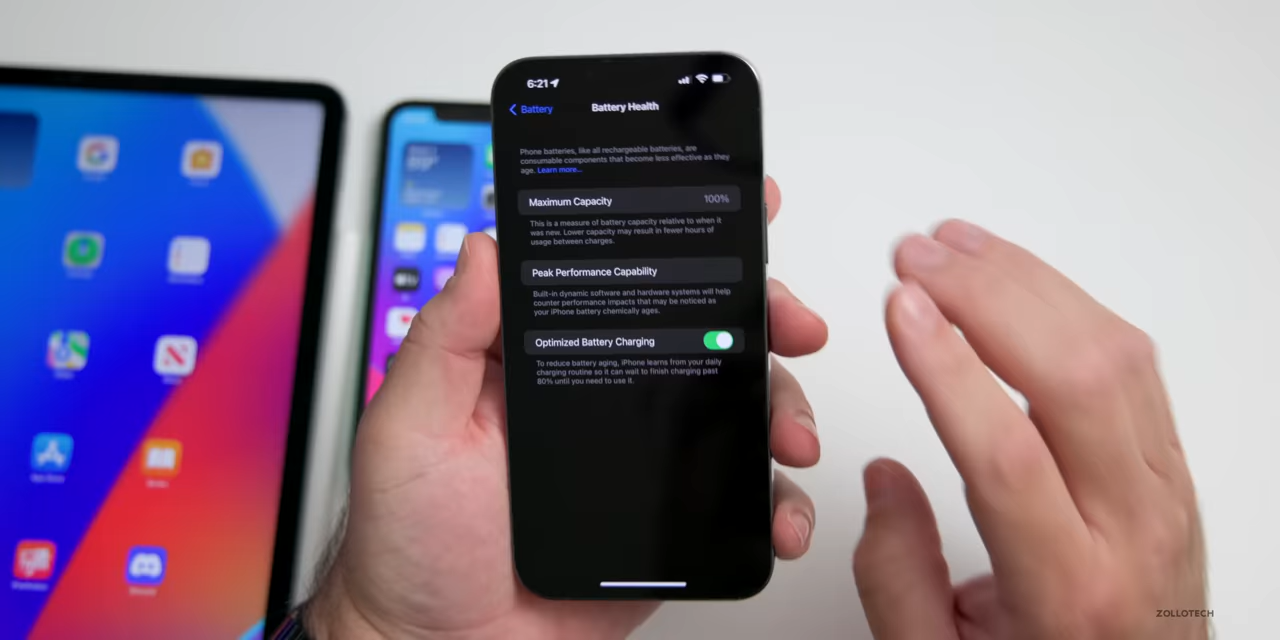 6:21
Battery
Battery Health
Phone batteries, like all rechargeable batteries, are
consumable components that become less effective as they
age. Learn more...
Maximum Capacity 100%
This is a measure of battery capacity relative to when it
was new. Lower capacity may result in fewer hours of
usage between charges.
Peak Performance Capability
Built-in dynamic software and hardware systems will help
counter performance impacts that may be noticed as
your iPhone battery chemically ages.
Optimized Battery Charging
To reduce battery aging, iPhone learns from your daily
charging routine so it can wait to finish charging past
80% until you need to use it.
ZOLLOTECH